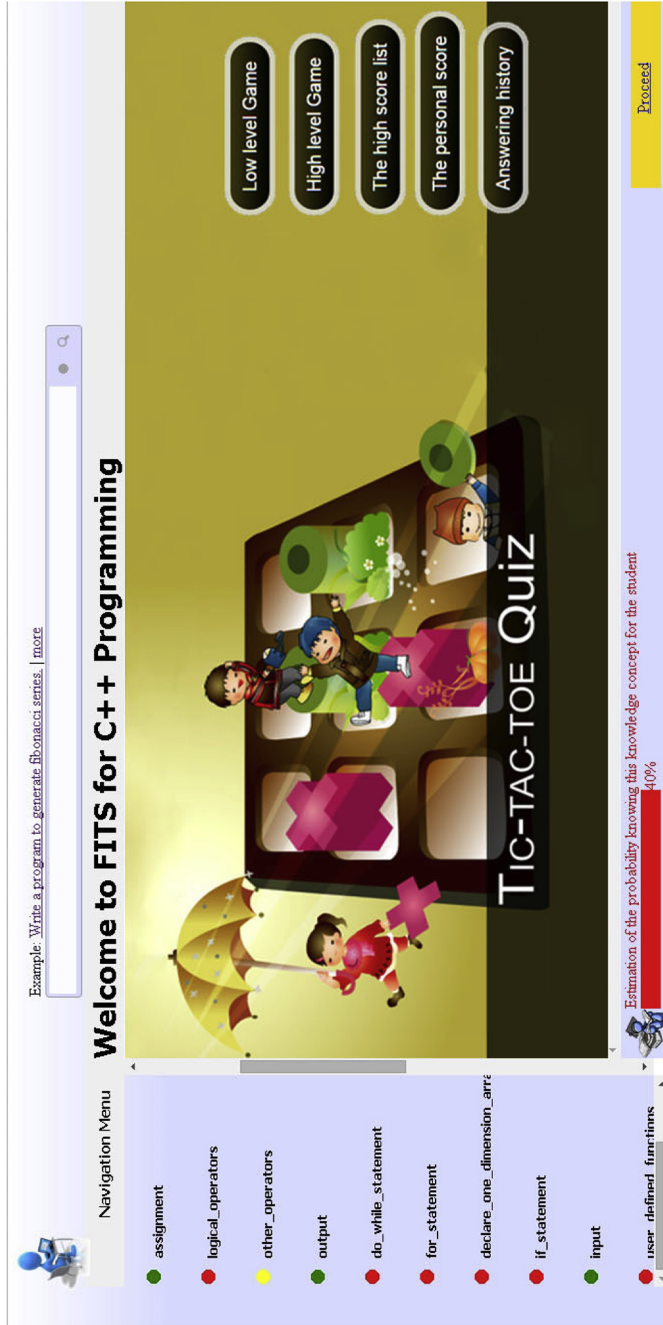 Example: Write a program to generate fibonacci series. | more
Navigation Menu
Welcome to FITS for C++ Programming
assignment
logical_operators
other_operators
output
do_while_statement
for_statement
declare_one_dimension_arra
if_statement
input
user_defined_functions
Low level Game
High level Game
The high score list
The personal score
Answering history
TIC-TAC-TOE QUIZ
Estimation of the probability knowing this knowledge concept for the student
40%
Proceed